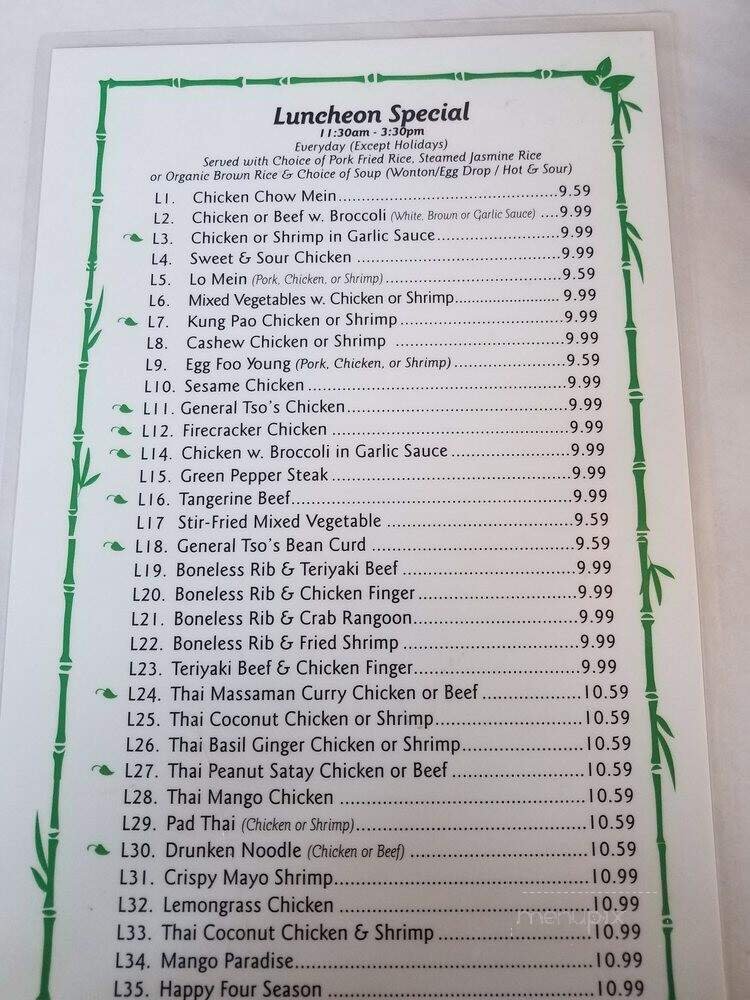 Luncheon Special
11:30am - 3:30pm
Everyday (Except Holidays)
Served with Choice of Pork Fried Rice, Steamed Jasmine Rice
or Organic Brown Rice & Choice of Soup (Wonton/Egg Drop / Hot & Sour)
L1. Chicken Chow Mein..........9.59
L2. Chicken or Beef w. Broccoli (White, Brown or Garlic Sauce) ....9.99
L3. Chicken or Shrimp in Garlic Sauce..........9.99
L4. Sweet & Sour Chicken ..........9.99
L5. Lo Mein (Pork, Chicken, or Shrimp)..........9.59
L6. Mixed Vegetables w. Chicken or Shrimp.......... 9.99
L7. Kung Pao Chicken or Shrimp..........9.99
L8. Cashew Chicken or Shrimp ..........9.99
L9. Egg Foo Young (Pork, Chicken, or Shrimp)..........9.59
L10. Sesame Chicken ..........9.99
L11. General Tso's Chicken..........9.99
L12. Firecracker Chicken ..........9.99
L14. Chicken w. Broccoli in Garlic Sauce ..........9.99
L15. Green Pepper Steak ..........9.99
L16. Tangerine Beef..........9.99
L17 Stir-Fried Mixed Vegetable ..........9.59
L18. General Tso's Bean Curd ..........9.59
L19. Boneless Rib & Teriyaki Beef ..........9.99
L20. Boneless Rib & Chicken Finger..........9.99
L21. Boneless Rib & Crab Rangoon..........9.99
L22. Boneless Rib & Fried Shrimp ..........9.99
L23. Teriyaki Beef & Chicken Finger..........9.99
L24. Thai Massaman Curry Chicken or Beef ..........10.59
L25. Thai Coconut Chicken or Shrimp..........10.59
L26. Thai Basil Ginger Chicken or Shrimp..........10.59
L27. Thai Peanut Satay Chicken or Beef ..........10.59
L28. Thai Mango Chicken ..........10.59
L29. Pad Thai (Chicken or Shrimp)..........10.59
L30. Drunken Noodle (Chicken or Beef) ..........10.59
L31. Crispy Mayo Shrimp..........10.99
L32. Lemongrass Chicken ..........10.99
L33. Thai Coconut Chicken & Shrimp ..........10.99
menupix
L34. Mango Paradise..........10.99
L35. Happy Four Season ..........10.99